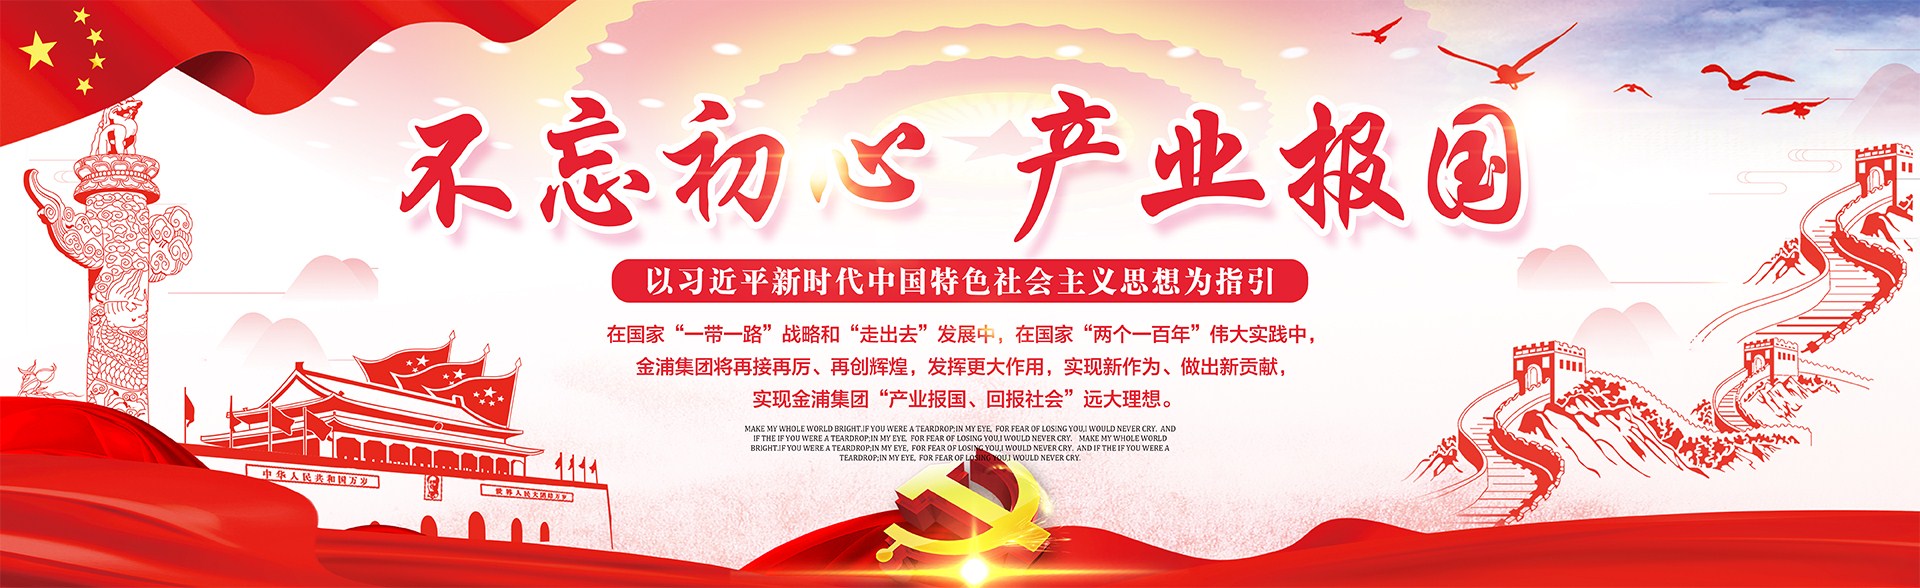 不忘初心 产业报国
以习近平新时代中国特色社会主义思想为指引
在国家“一带一路”战略和“走出去”发展中，在国家“两个一百年”伟大实践中，
金浦集团将再接再厉、再创辉煌，发挥更大作用，实现新作为、做出新贡献，
实现金浦集团“产业报国、回报社会”远大理想。
MAKE MY WHOLE WORLD BRIGHT.IF YOU WERE A TEARDROP;IN MY EYE, FOR FEAR OF LOSING YOU,I WOULD NEVER CRY. AND
IF THE IF YOU WERE A TEARDROP;IN MY EYE, FOR FEAR OF LOSING YOU,I WOULD NEVER CRY. MAKE MY WHOLE WORLD
BRIGHT.IF YOU WERE A TEARDROP;IN MY EYE, FOR FEAR OF LOSING YOU,I WOULD NEVER CRY. AND IF THE IF YOU WERE A
TEARDROP;IN MY EYE, FOR FEAR OF LOSING YOU,I WOULD NEVER CRY.
中华人民共和国万岁
世界人民大团结万岁